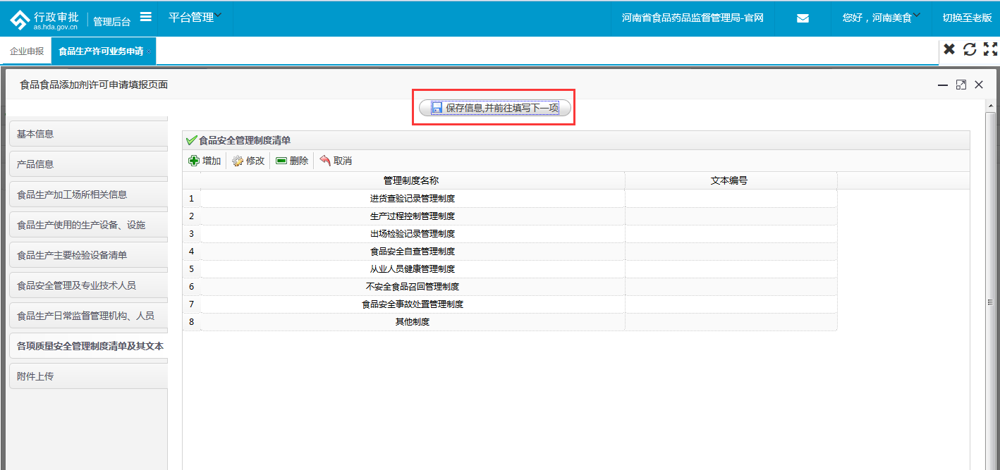 行政审批 管理后台 平台管理 河南省食品药品监督管理局-官网 您好，河南美食 切换至老版
as.hda.gov.cn
企业申报 食品生产许可业务申请
食品食品添加剂许可申请填报页面
保存信息,并前往填写下一项
基本信息
产品信息
食品生产加工场所相关信息
食品生产使用的生产设备、设施
食品生产主要检验设备清单
食品安全管理及专业技术人员
食品生产日常监督管理机构、人员
各项质量安全管理制度清单及其文本
附件上传
食品安全管理制度清单
增加 修改 删除 取消
管理制度名称 文本编号
1 进货查验记录管理制度
2 生产过程控制管理制度
3 出场检验记录管理制度
4 食品安全自查管理制度
5 从业人员健康管理制度
6 不安全食品召回管理制度
7 食品安全事故处置管理制度
8 其他制度